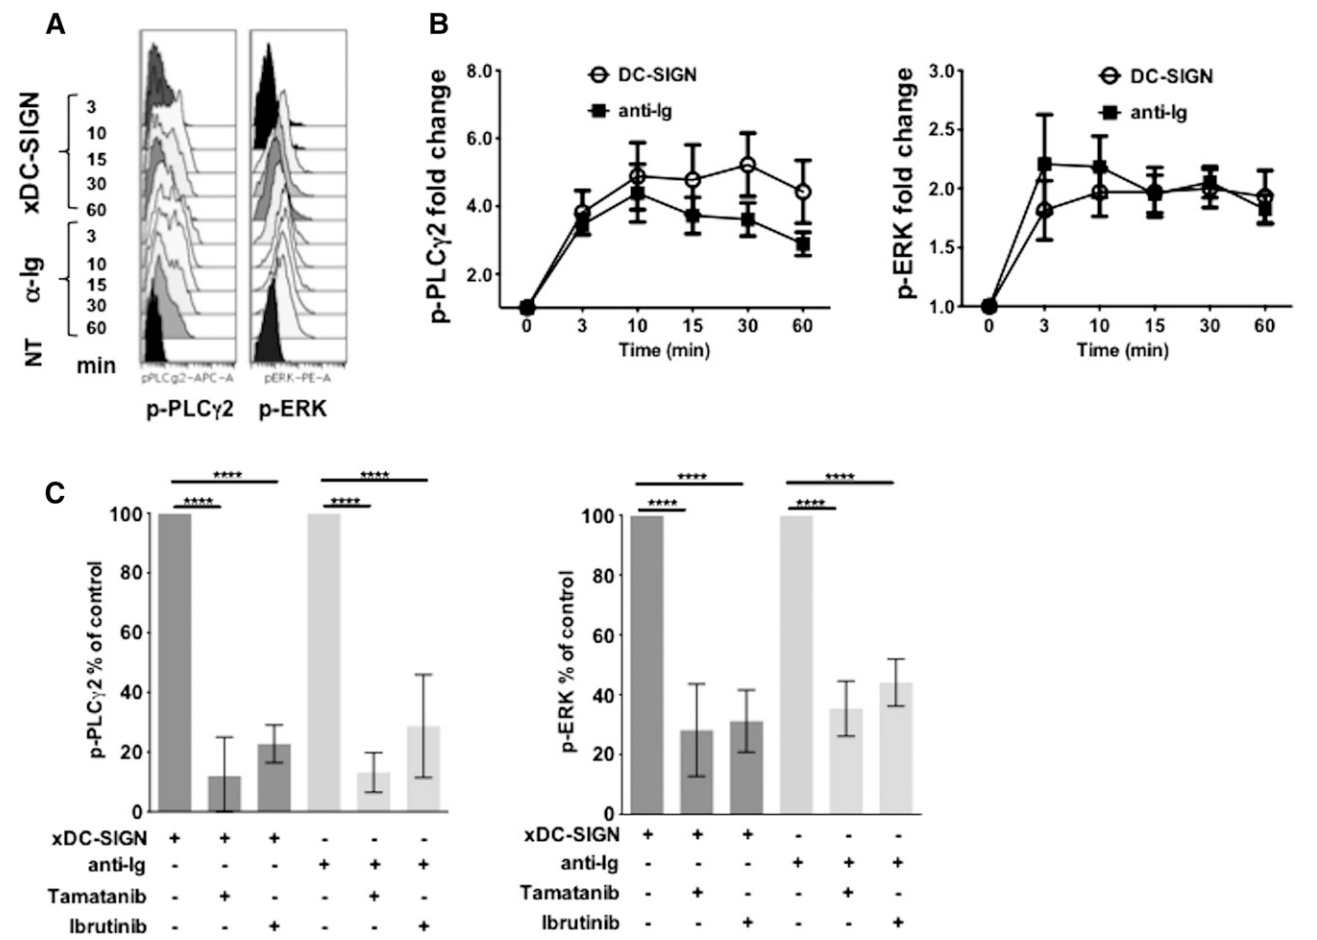 A
xDC-SIGN
3
10
15
30
60
α-Ig
3
10
15
30
60
NT
min
pPLCg2-APC-A
pERK-PE-A
p-PLCγ2
p-ERK
B
p-PLCγ2 fold change
8.0
6.0
4.0
2.0
DC-SIGN
anti-Ig
0 3 10 15 30 60
Time (min)
p-ERK fold change
3.0
2.5
2.0
1.5
1.0
DC-SIGN
anti-Ig
0 3 10 15 30 60
Time (min)
C
p-PLCγ2 % of control
100
80
60
40
20
0
**** ****
**** ****
xDC-SIGN + + + - - -
anti-Ig - - - + + +
Tamatanib - + - - + -
Ibrutinib - - + - - +
p-ERK % of control
100
80
60
40
20
0
**** ****
**** ****
xDC-SIGN + + + - - -
anti-Ig - - - + + +
Tamatanib - + - - + -
Ibrutinib - - + - - +